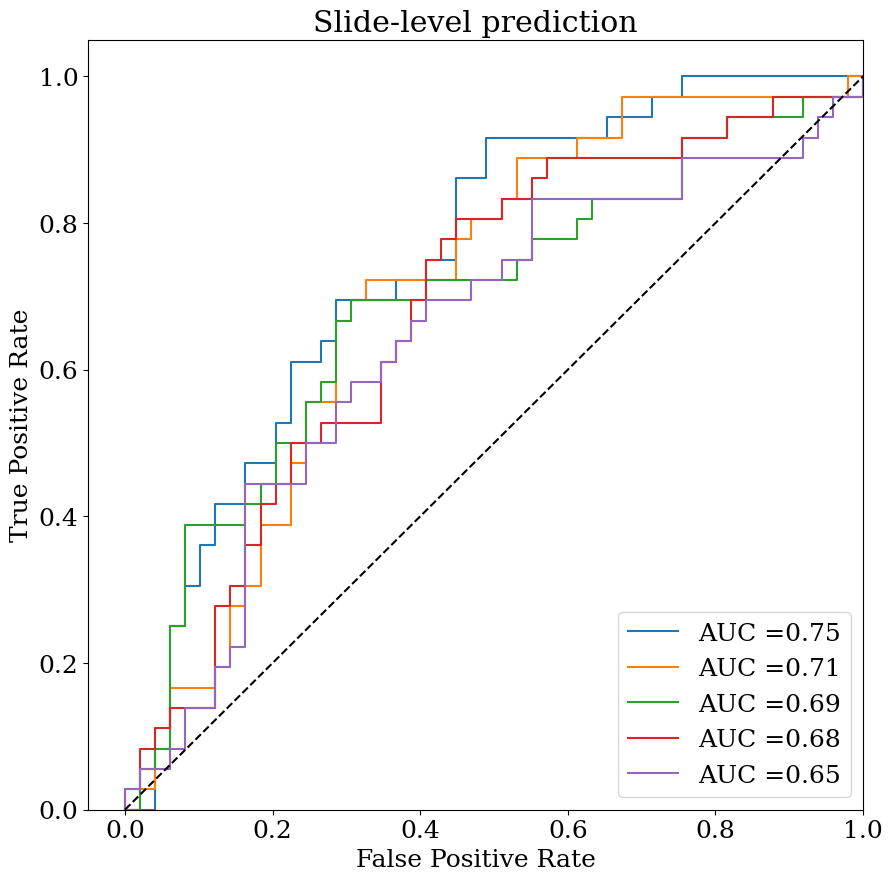 Slide-level prediction
True Positive Rate
1.0
0.8
0.6
0.4
0.2
0.0
AUC =0.75
AUC =0.71
AUC =0.69
AUC =0.68
AUC =0.65
0.0 0.2 0.4 0.6 0.8 1.0
False Positive Rate